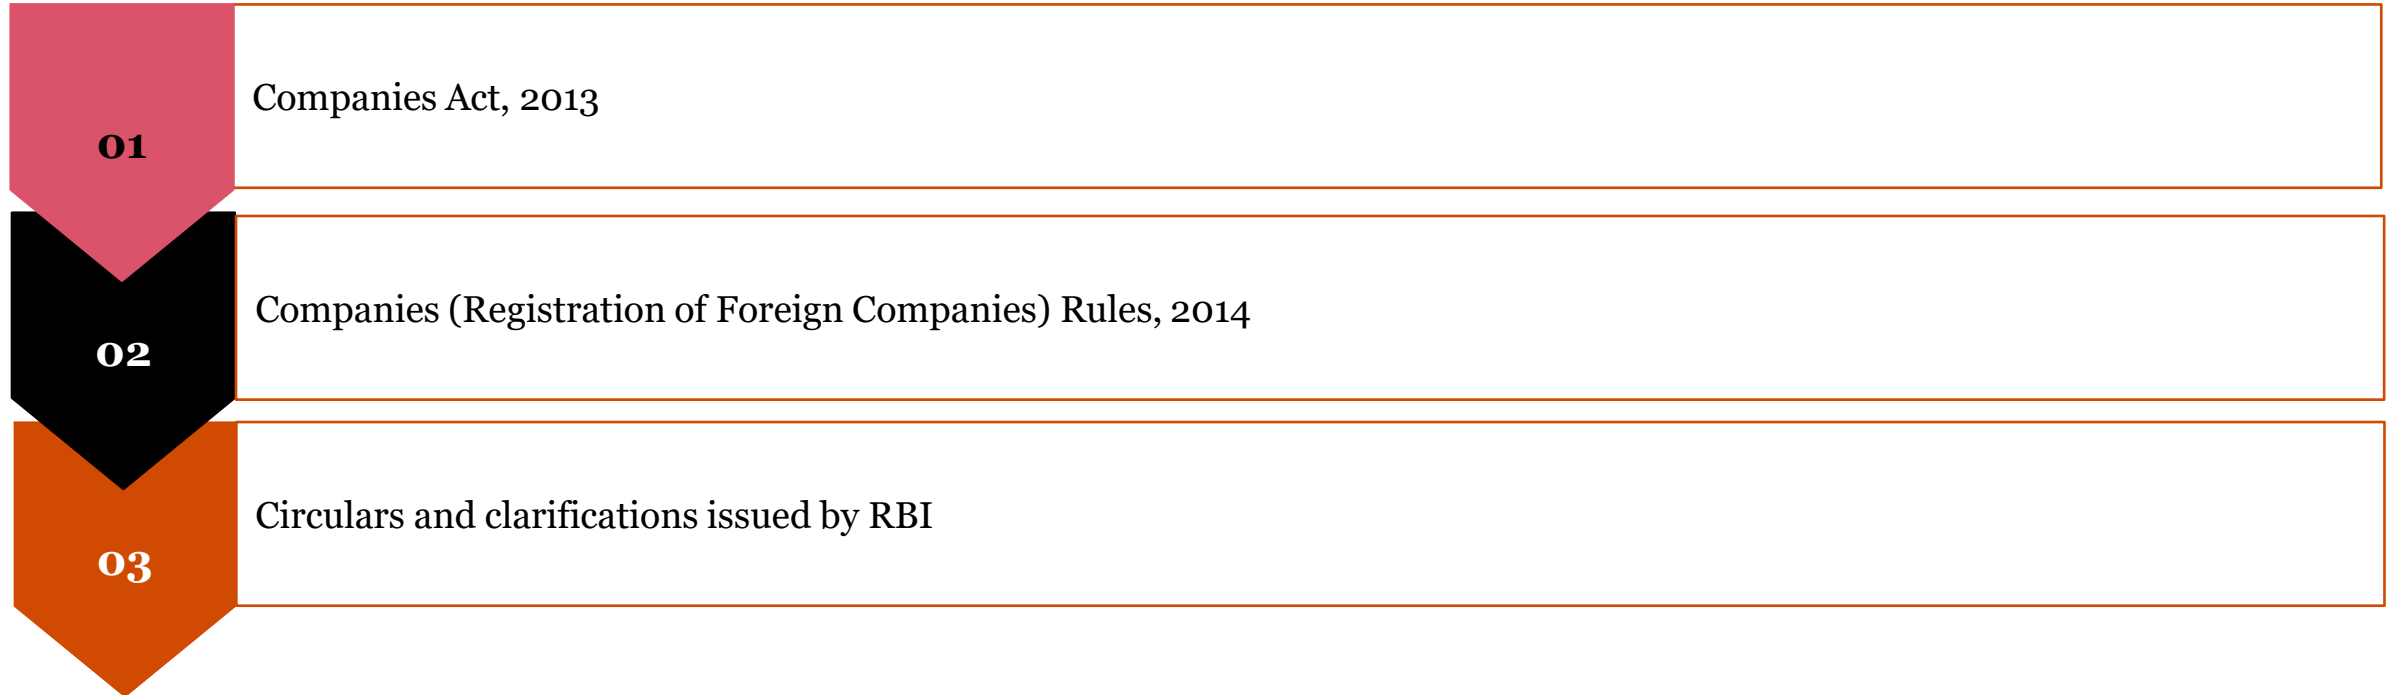 01
Companies Act, 2013
02
Companies (Registration of Foreign Companies) Rules, 2014
03
Circulars and clarifications issued by RBI